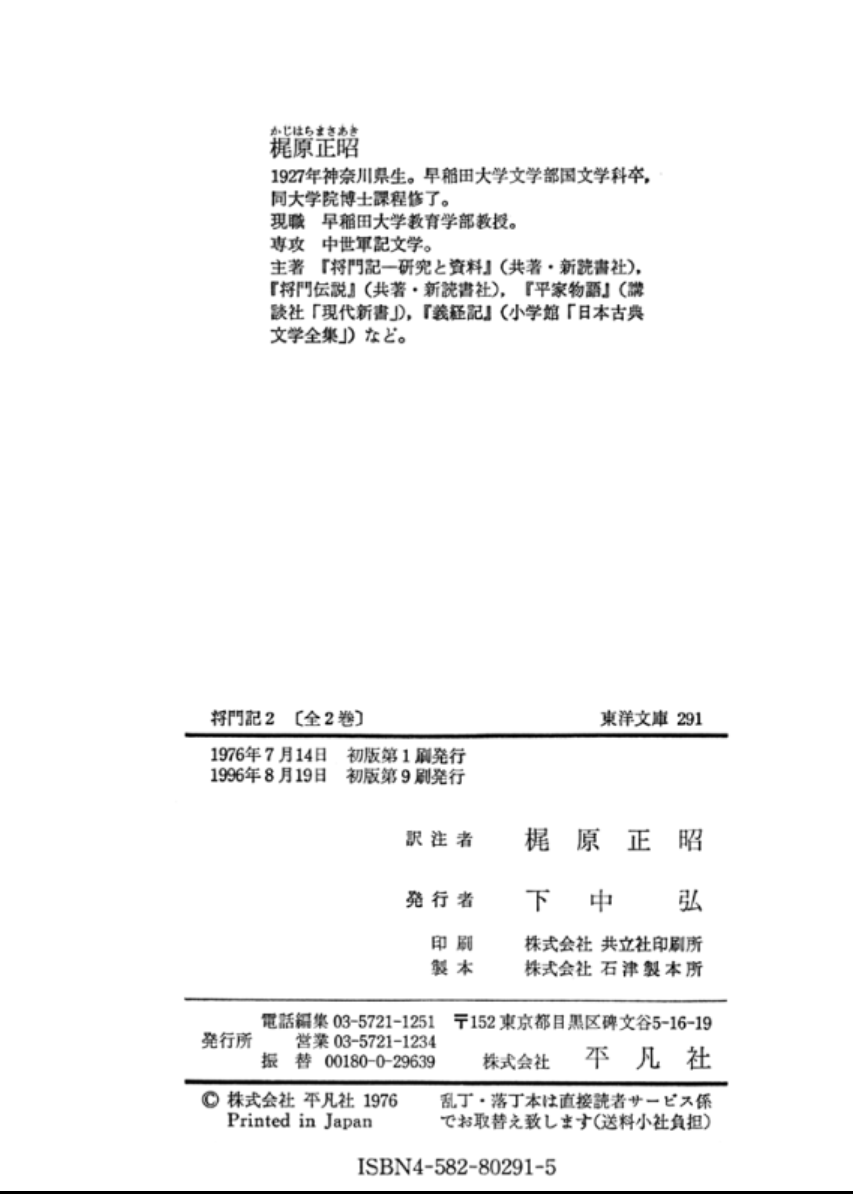 かじはらまさあき
梶原正昭
1927年神奈川県生。早稲田大学文学部国文学科卒,
同大学院博士課程修了。
現職　早稲田大学教育学部教授。
専攻　中世軍記文学。
主著　『将門記―研究と資料』（共著・新読書社),
『将門伝説』（共著・新読書社),　『平家物語』（講
談社「現代新書」),『義経記』（小学館「日本古典
文学全集」）など。
将門記2　〔全2巻〕　東洋文庫 291
1976年7月14日　初版第1刷発行
1996年8月19日　初版第9刷発行
訳注者　梶原正昭
発行者　下中　弘
印刷　株式会社 共立社印刷所
製本　株式会社 石津製本所
電話編集 03-5721-1251　〒152 東京都目黒区碑文谷5-16-19
発行所　営業 03-5721-1234
振替 00180-0-29639　株式会社　平凡社
© 株式会社 平凡社 1976　乱丁・落丁本は直接読者サービス係
Printed in Japan　でお取替え致します(送料小社負担)
ISBN4-582-80291-5